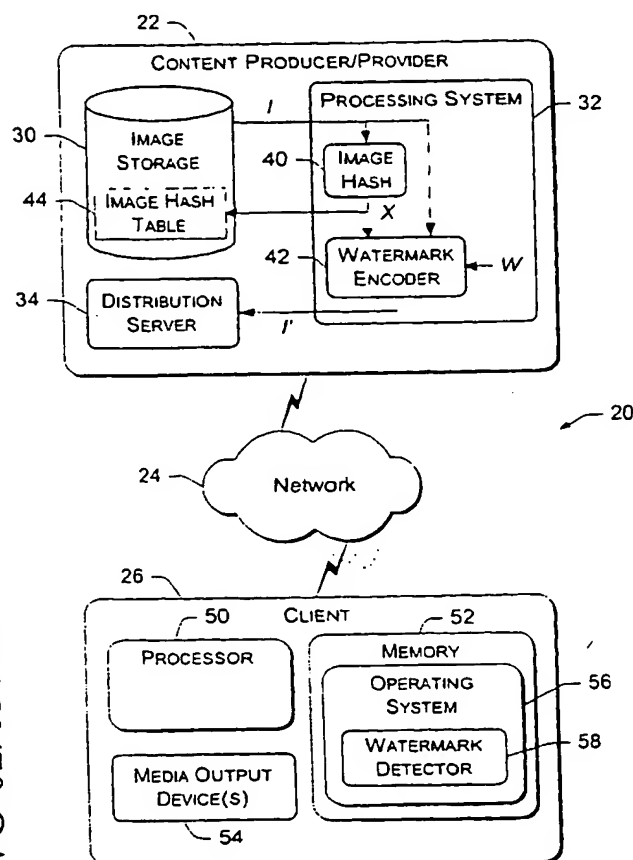 22
CONTENT PRODUCER/PROVIDER
I
PROCESSING SYSTEM
32
30
IMAGE
STORAGE
40
IMAGE
HASH
44
IMAGE HASH
TABLE
X
42
WATERMARK
ENCODER
W
34
DISTRIBUTION
SERVER
I'
20
24
Network
26
CLIENT
50
52
PROCESSOR
MEMORY
OPERATING
SYSTEM
56
WATERMARK
DETECTOR
58
MEDIA OUTPUT
DEVICE(S)
54